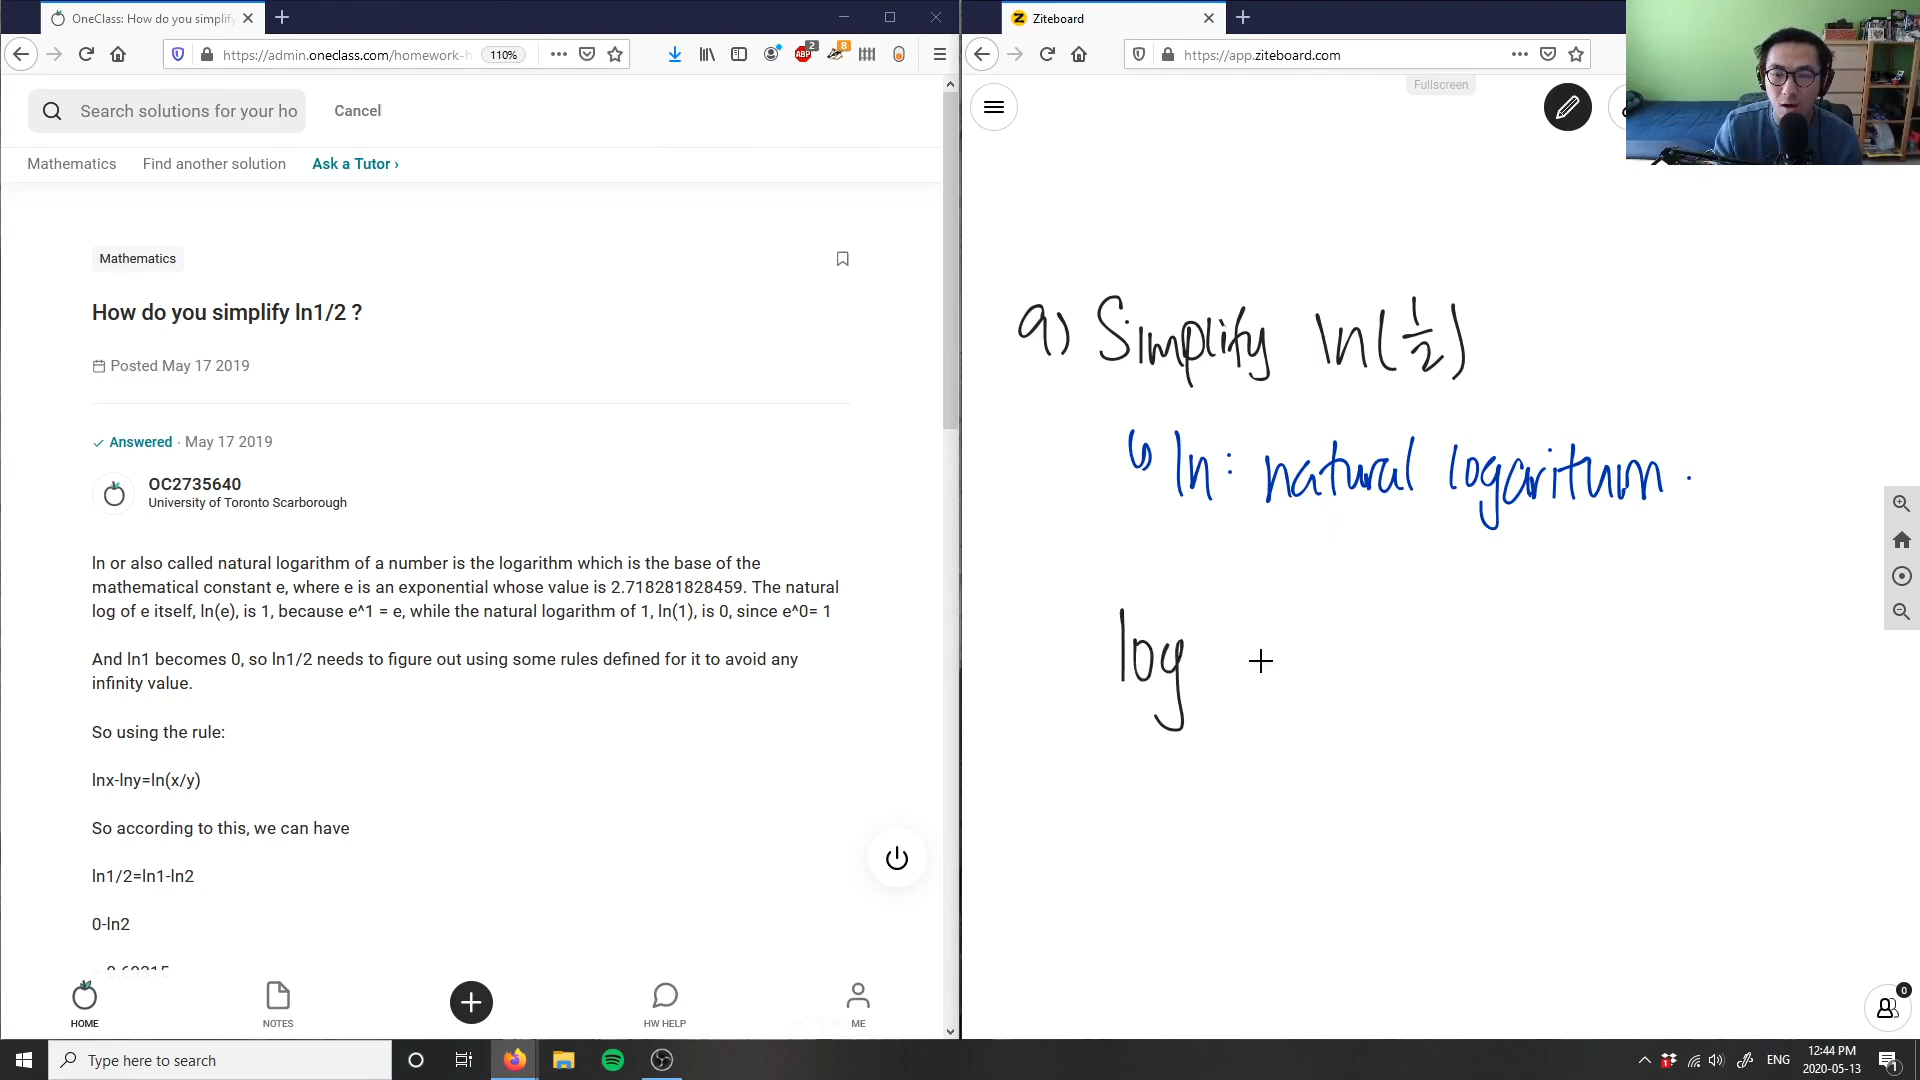 OneClass: How do you simplify
Ziteboard
https://admin.oneclass.com/homework-h
110%
2
8
https://app.ziteboard.com
Fullscreen
Search solutions for your ho
Cancel
Mathematics
Find another solution
Ask a Tutor ›
Mathematics
How do you simplify ln1/2 ?
Posted May 17 2019
Answered · May 17 2019
OC2735640
University of Toronto Scarborough
ln or also called natural logarithm of a number is the logarithm which is the base of the
mathematical constant e, where e is an exponential whose value is 2.718281828459. The natural
log of e itself, ln(e), is 1, because e^1 = e, while the natural logarithm of 1, ln(1), is 0, since e^0= 1
And ln1 becomes 0, so ln1/2 needs to figure out using some rules defined for it to avoid any
infinity value.
So using the rule:
lnx-lny=ln(x/y)
So according to this, we can have
ln1/2=ln1-ln2
0-ln2
HOME
NOTES
HW HELP
ME
a) Simplify ln(1/2)
ln: natural logarithm.
log
0
Type here to search
ENG
12:44 PM
2020-05-13
1